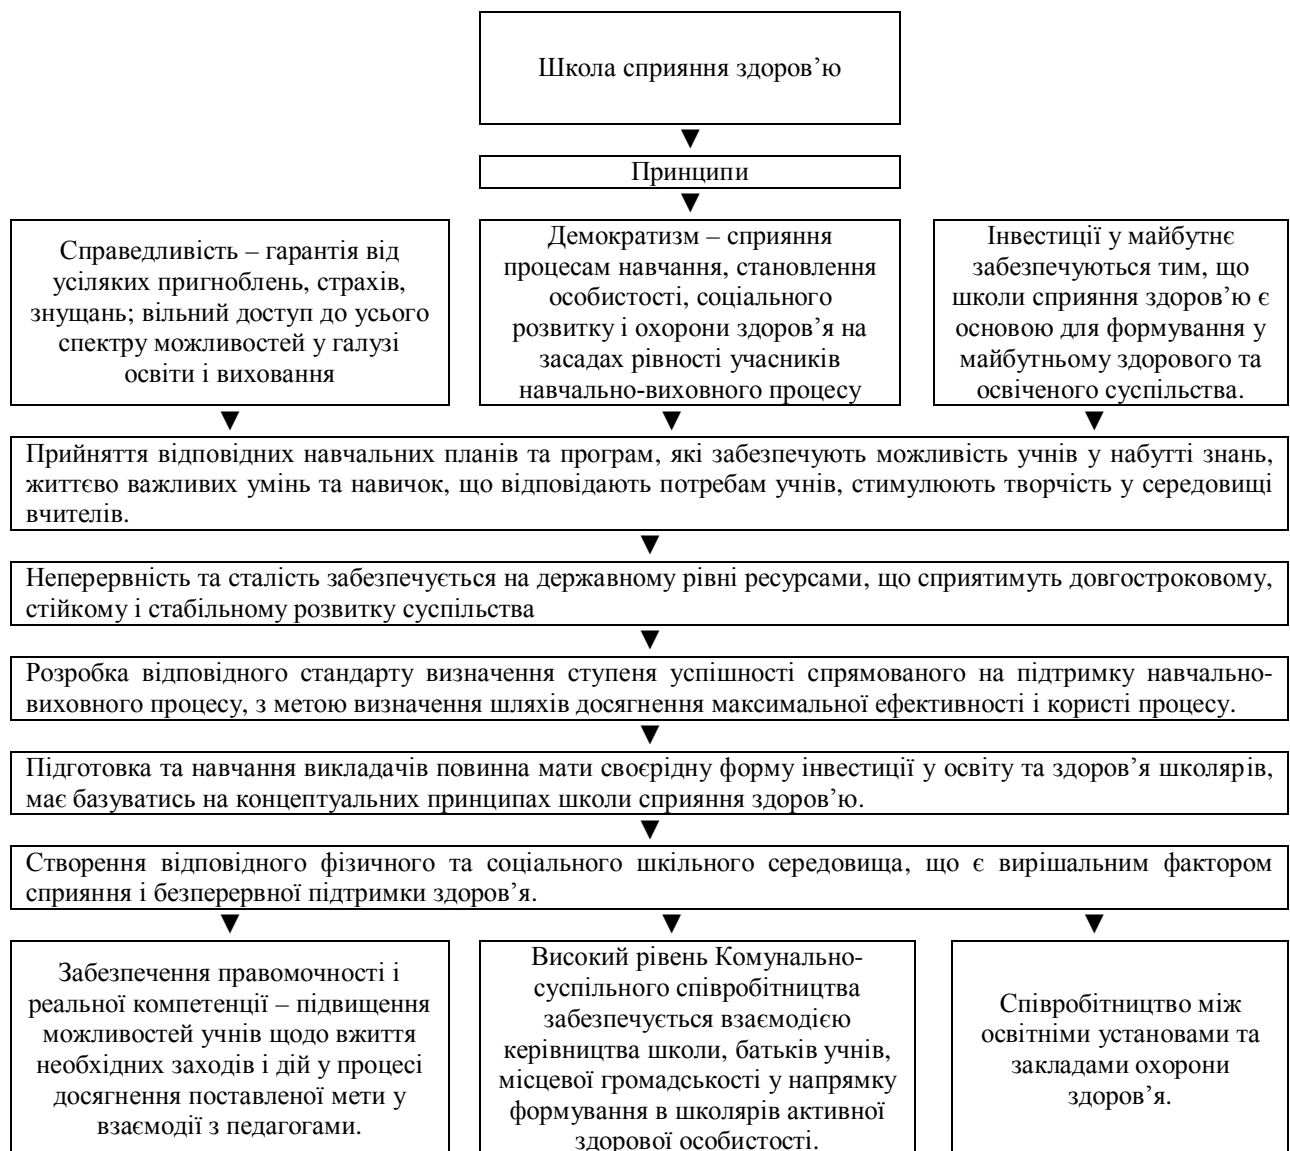 Школа сприяння здоров’ю
Принципи
Справедливість – гарантія від
усіляких пригноблень, страхів,
знущань; вільний доступ до усього
спектру можливостей у галузі
освіти і виховання
Демократизм – сприяння
процесам навчання, становлення
особистості, соціального
розвитку і охорони здоров’я на
засадах рівності учасників
навчально-виховного процесу
Інвестиції у майбутнє
забезпечуються тим, що
школи сприяння здоров’ю є
основою для формування у
майбутньому здорового та
освіченого суспільства.
Прийняття відповідних навчальних планів та програм, які забезпечують можливість учнів у набутті знань,
життєво важливих умінь та навичок, що відповідають потребам учнів, стимулюють творчість у середовищі
вчителів.
Неперервність та сталість забезпечується на державному рівні ресурсами, що сприятимуть довгостроковому,
стійкому і стабільному розвитку суспільства
Розробка відповідного стандарту визначення ступеня успішності спрямованого на підтримку навчально-
виховного процесу, з метою визначення шляхів досягнення максимальної ефективності і користі процесу.
Підготовка та навчання викладачів повинна мати своєрідну форму інвестиції у освіту та здоров’я школярів,
має базуватись на концептуальних принципах школи сприяння здоров’ю.
Створення відповідного фізичного та соціального шкільного середовища, що є вирішальним фактором
сприяння і безперервної підтримки здоров’я.
Забезпечення правомочності і
реальної компетенції – підвищення
можливостей учнів щодо вжиття
необхідних заходів і дій у процесі
досягнення поставленої мети у
взаємодії з педагогами.
Високий рівень Комунально-
суспільного співробітництва
забезпечується взаємодією
керівництва школи, батьків учнів,
місцевої громадськості у напрямку
формування в школярів активної
здорової особистості.
Співробітництво між
освітніми установами та
закладами охорони
здоров’я.